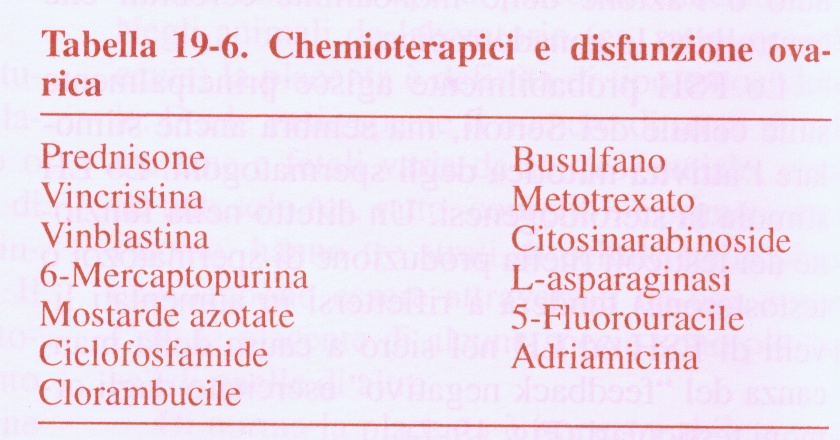 Tabella 19-6. Chemioterapici e disfunzione ova-
rica
Prednisone
Vincristina
Vinblastina
6-Mercaptopurina
Mostarde azotate
Ciclofosfamide
Clorambucile
Busulfano
Metotrexato
Citosinarabinoside
L-asparaginasi
5-Fluorouracile
Adriamicina